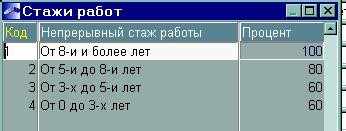 Стажи работ
Код Непрерывный стаж работы Процент
1 От 8-и и более лет 100
2 От 5-и до 8-и лет 80
3 От 3-х до 5-и лет 60
4 От 0 до 3-х лет 60